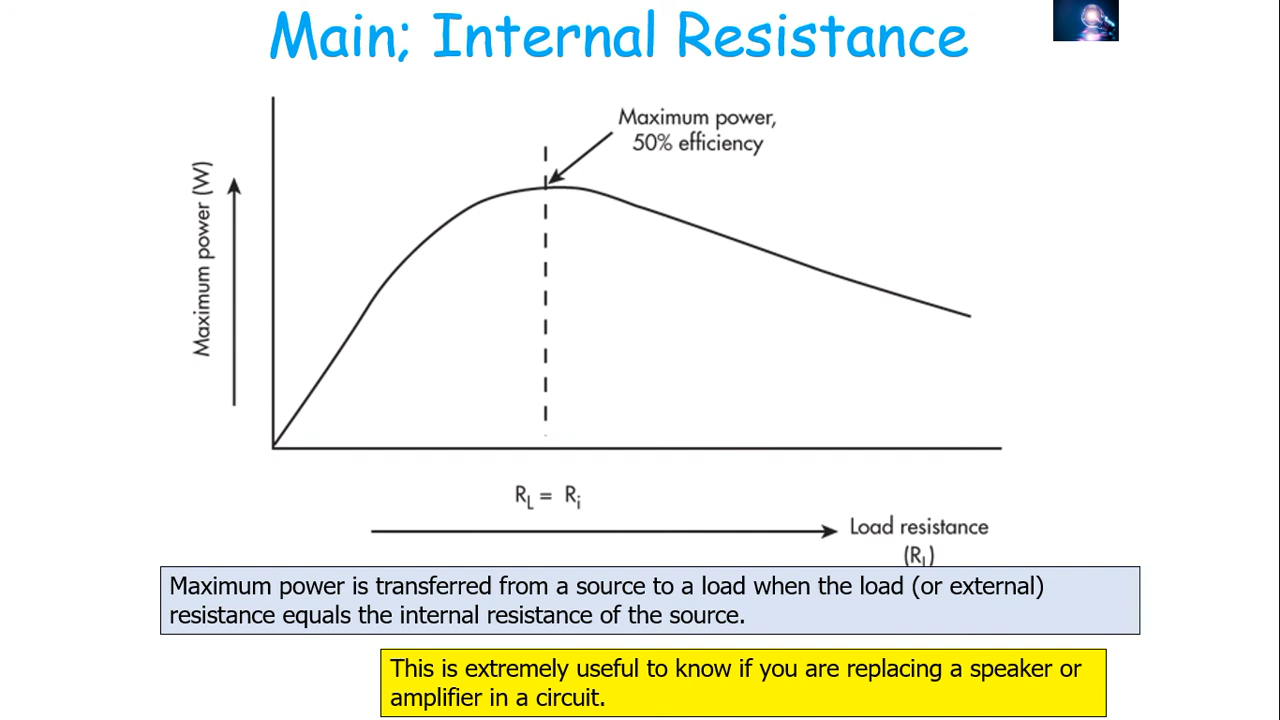 Main; Internal Resistance
Maximum power,
50% efficiency
Maximum power (W)
R_L = R_i
Load resistance
(R_L)
Maximum power is transferred from a source to a load when the load (or external)
resistance equals the internal resistance of the source.
This is extremely useful to know if you are replacing a speaker or
amplifier in a circuit.